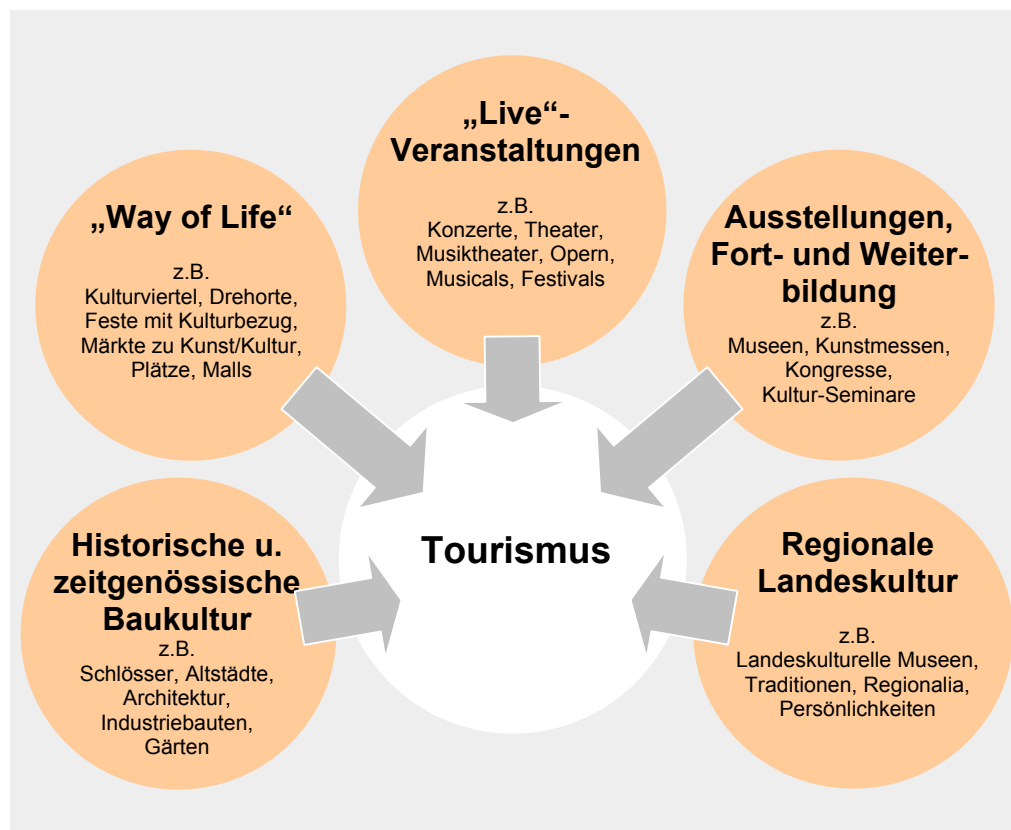 „Live“-
Veranstaltungen
z.B.
Konzerte, Theater,
Musiktheater, Opern,
Musicals, Festivals
„Way of Life“
z.B.
Kulturviertel, Drehorte,
Feste mit Kulturbezug,
Märkte zu Kunst/Kultur,
Plätze, Malls
Ausstellungen,
Fort- und Weiter-
bildung
z.B.
Museen, Kunstmessen,
Kongresse,
Kultur-Seminare
Tourismus
Historische u.
zeitgenössische
Baukultur
z.B.
Schlösser, Altstädte,
Architektur,
Industriebauten,
Gärten
Regionale
Landeskultur
z.B.
Landeskulturelle Museen,
Traditionen, Regionalia,
Persönlichkeiten